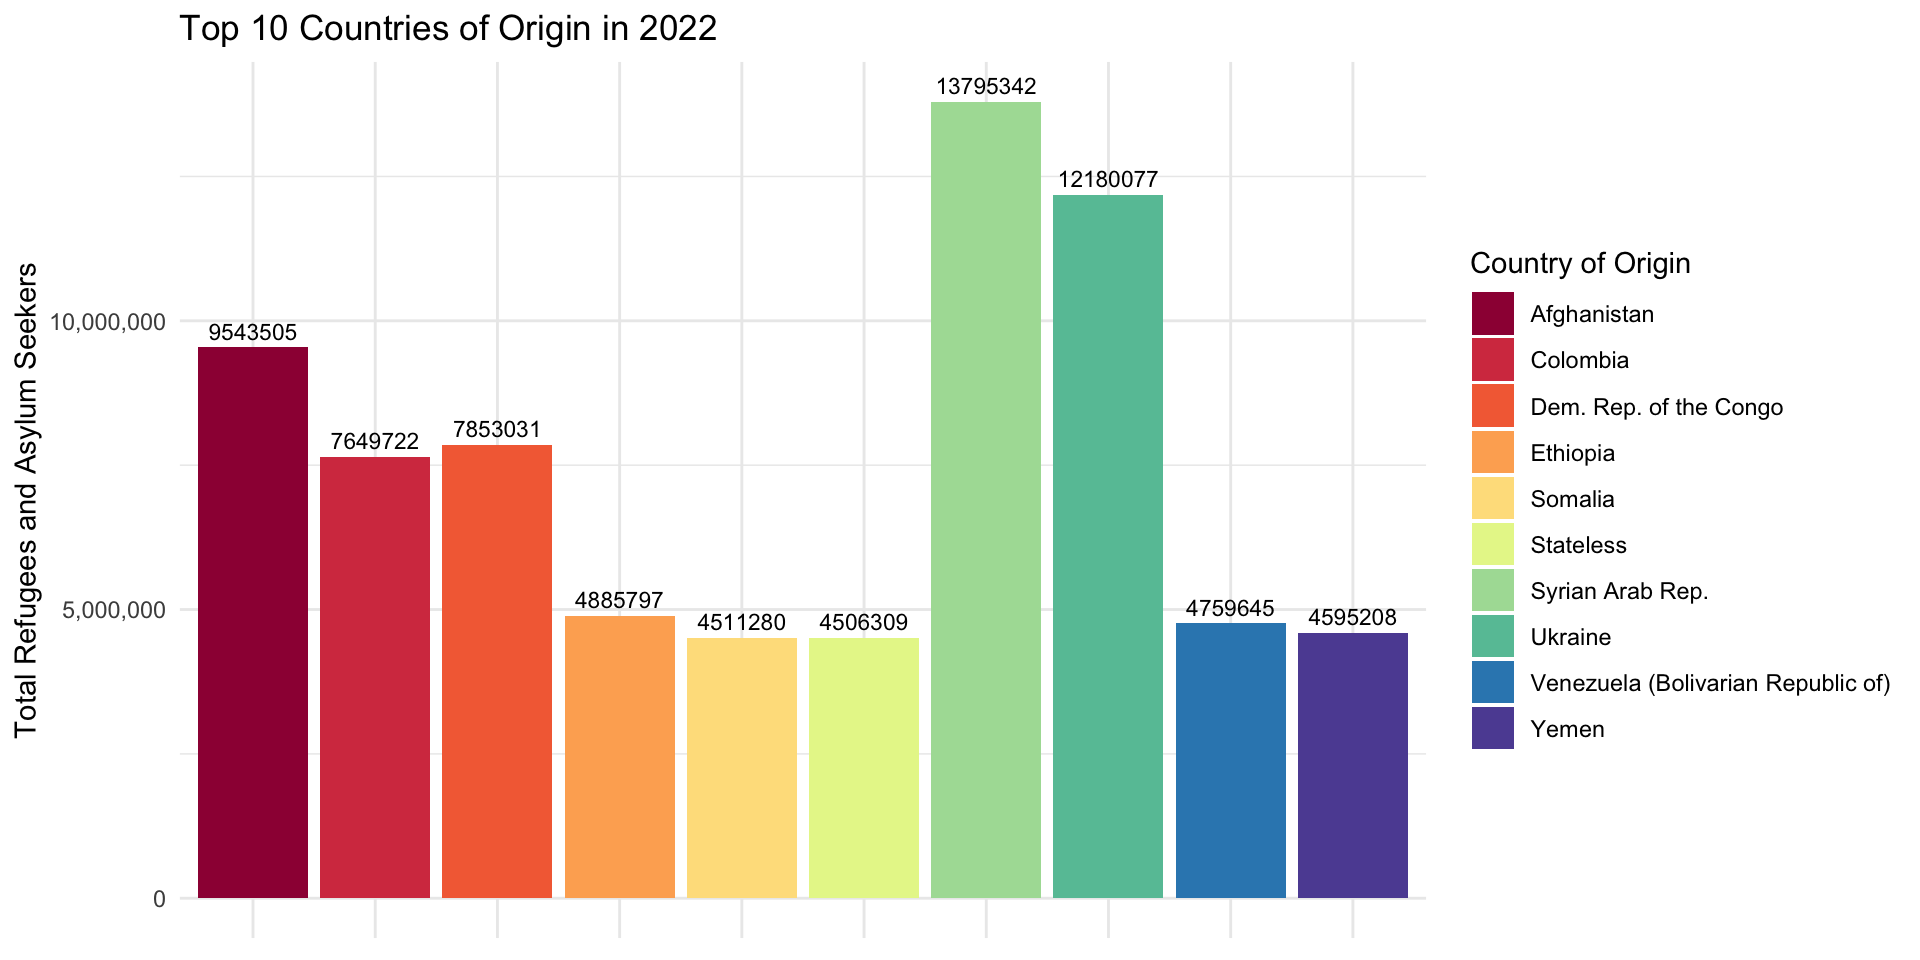 Top 10 Countries of Origin in 2022
Total Refugees and Asylum Seekers
10,000,000
5,000,000
0
9543505
7649722
7853031
4885797
4511280
4506309
13795342
12180077
4759645
4595208
Country of Origin
Afghanistan
Colombia
Dem. Rep. of the Congo
Ethiopia
Somalia
Stateless
Syrian Arab Rep.
Ukraine
Venezuela (Bolivarian Republic of)
Yemen